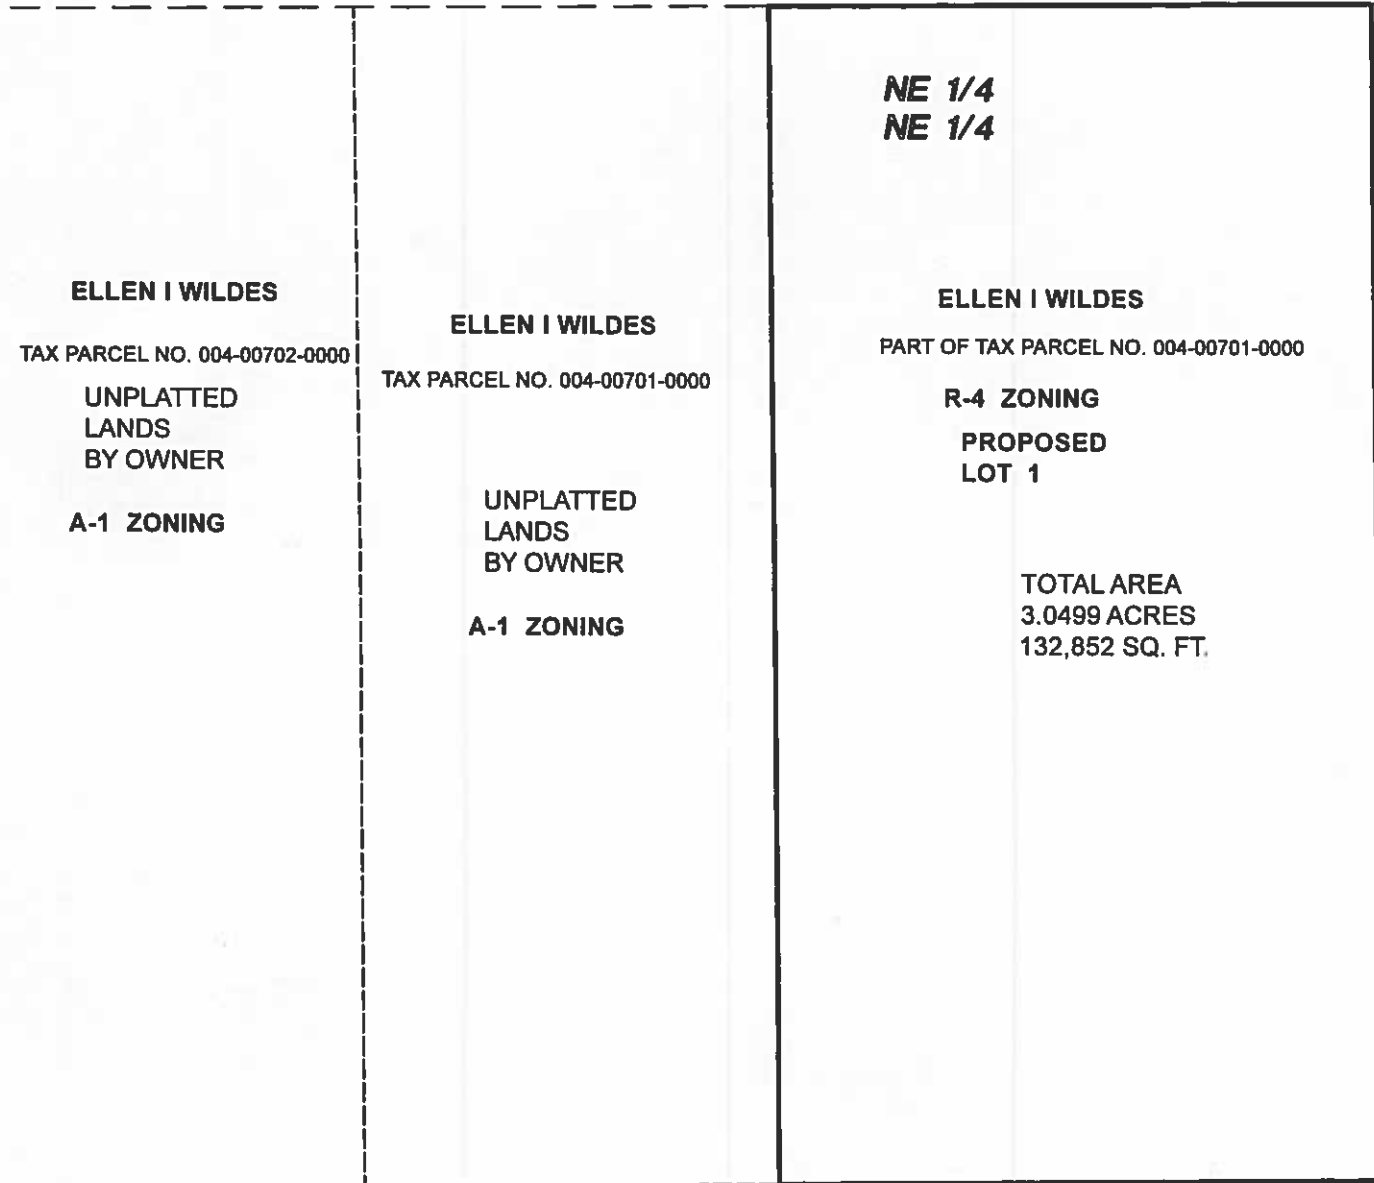 NE 1/4
NE 1/4
ELLEN I WILDES
TAX PARCEL NO. 004-00702-0000
UNPLATTED
LANDS
BY OWNER
A-1 ZONING
ELLEN I WILDES
TAX PARCEL NO. 004-00701-0000
UNPLATTED
LANDS
BY OWNER
A-1 ZONING
ELLEN I WILDES
PART OF TAX PARCEL NO. 004-00701-0000
R-4 ZONING
PROPOSED
LOT 1
TOTAL AREA
3.0499 ACRES
132,852 SQ. FT.